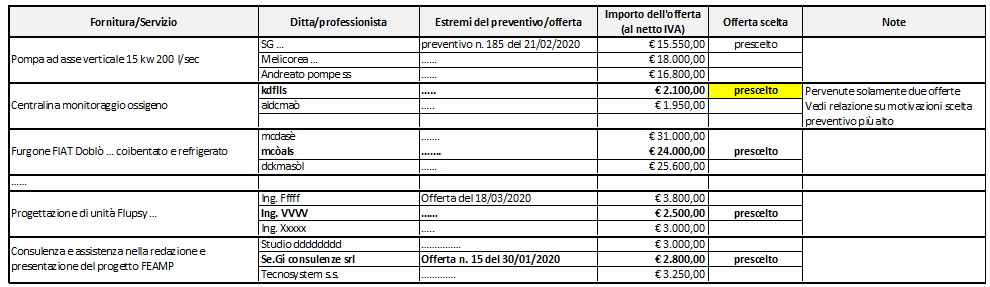 Fornitura/Servizio Ditta/professionista Estremi del preventivo/offerta Importo dell'offerta (al netto IVA) Offerta scelta Note
Pompa ad asse verticale 15 kw 200 l/sec
SG ... preventivo n. 185 del 21/02/2020 € 15.550,00 prescelto
Melicorea ... ...... € 18.000,00
Andreato pompe ss ...... € 16.800,00
Centralina monitoraggio ossigeno
kdflls ..... € 2.100,00 prescelto
aldcmaò ..... € 1.950,00
Pervenute solamente due offerte
Vedi relazione su motivazioni scelta
preventivo più alto
Furgone FIAT Doblò ... coibentato e refrigerato
mcdasè ....... € 31.000,00
mcòals ....... € 24.000,00 prescelto
dckmasòl ....... € 25.600,00
......
Progettazione di unità Flupsy ...
Ing. Fffff Offerta del 18/03/2020 € 3.800,00
Ing. VVVV ...... € 2.500,00 prescelto
Ing. Xxxxx ..... € 3.000,00
Consulenza e assistenza nella redazione e
presentazione del progetto FEAMP
Studio dddddddd ............... € 3.000,00
Se.Gi consulenze srl Offerta n. 15 del 30/01/2020 € 2.800,00 prescelto
Tecnosystem s.s. ............. € 3.250,00